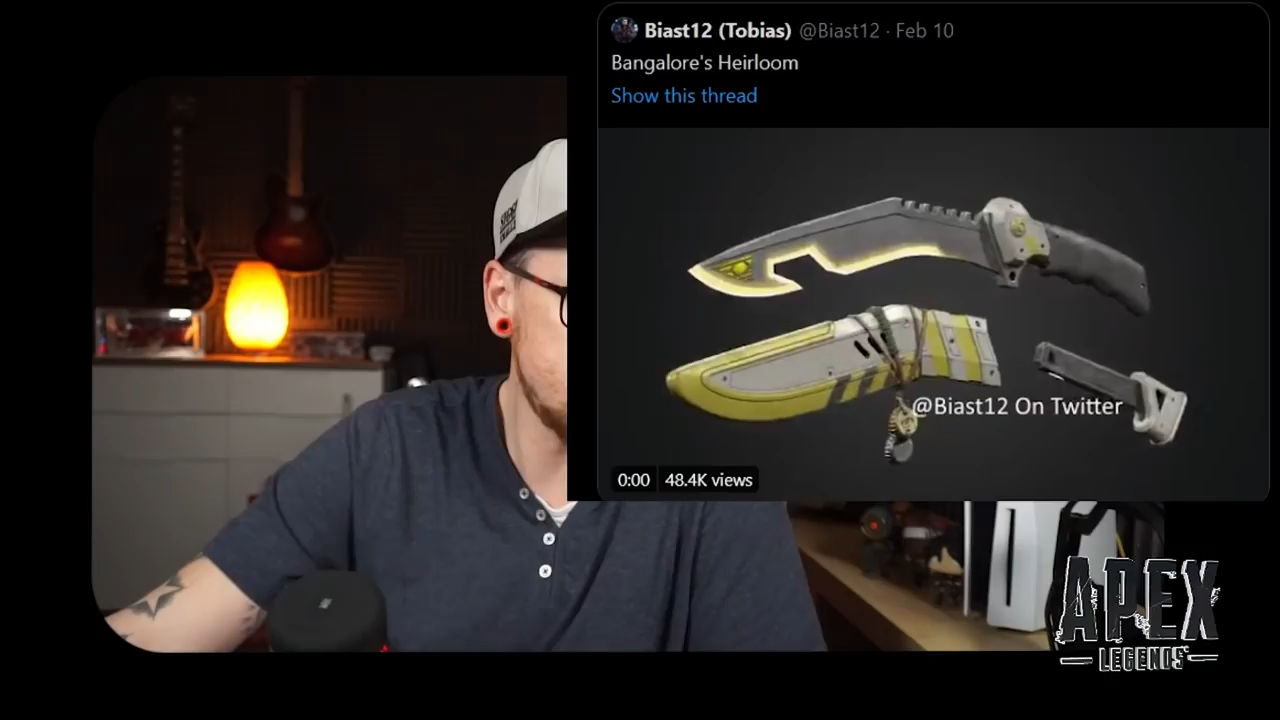 Biast12 (Tobias) @Biast12 · Feb 10
Bangalore's Heirloom
Show this thread
@Biast12 On Twitter
0:00 48.4K views
APEX
LEGENDS